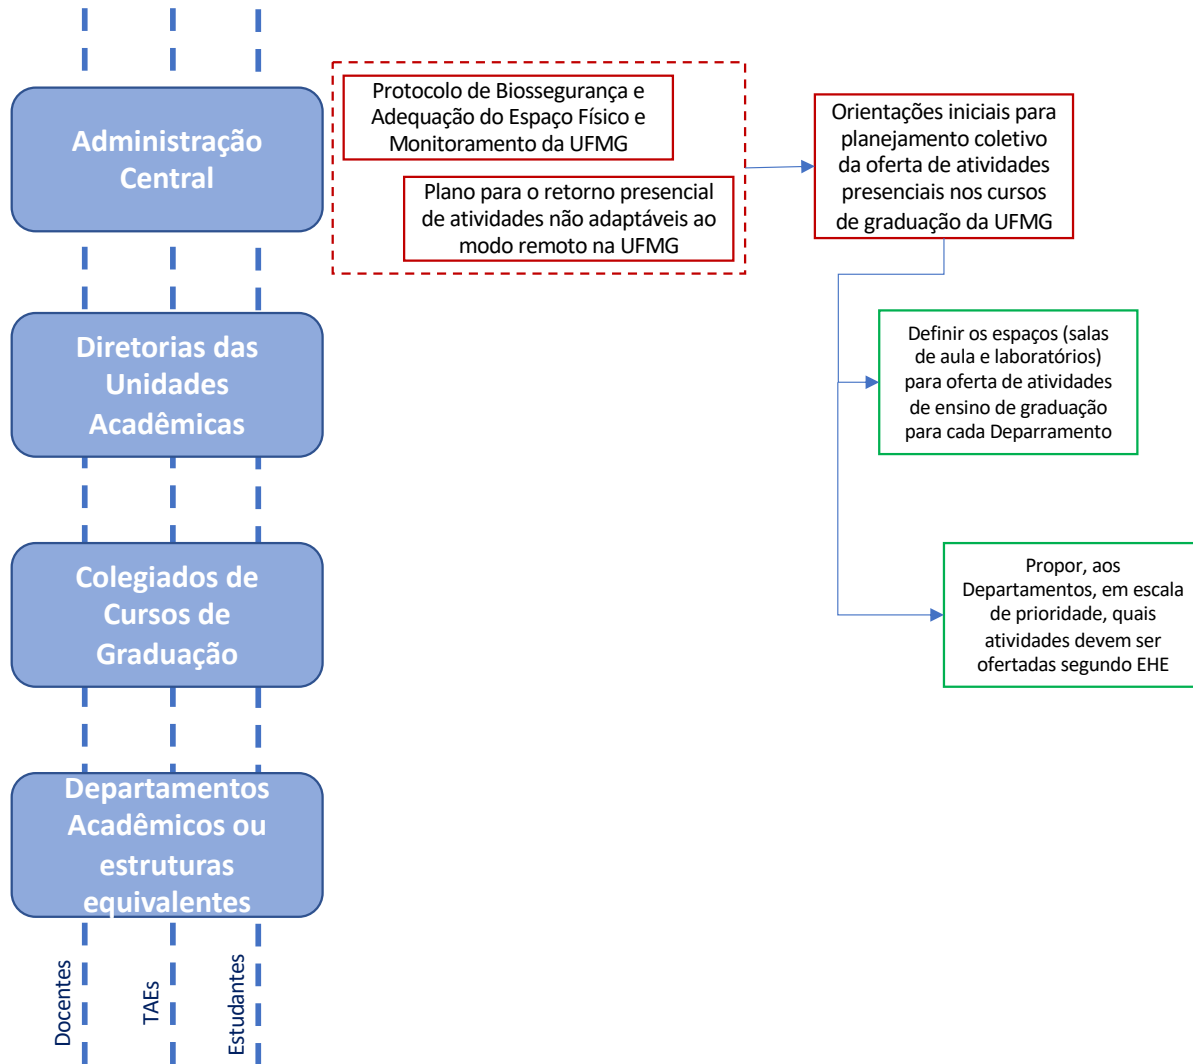 Administração
Central
Protocolo de Biossegurança e
Adequação do Espaço Físico e
Monitoramento da UFMG
Plano para o retorno presencial
de atividades não adaptáveis ao
modo remoto na UFMG
Orientações iniciais para
planejamento coletivo
da oferta de atividades
presenciais nos cursos
de graduação da UFMG
Diretorias das
Unidades
Acadêmicas
Definir os espaços (salas
de aula e laboratórios)
para oferta de atividades
de ensino de graduação
para cada Deparramento
Colegiados de
Cursos de
Graduação
Propor, aos
Departamentos, em escala
de prioridade, quais
atividades devem ser
ofertadas segundo EHE
Departamentos
Acadêmicos ou
estruturas
equivalentes
Docentes
TAEs
Estudantes